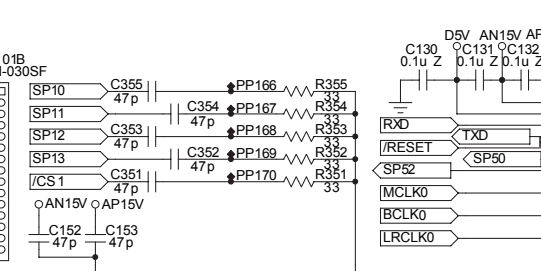 D5V AN15V AP
C130 C131 C132
0.1u Z 0.1u Z 0.1u Z
01B
-030SF
SP10 C355 47p PP166 R355 33
SP11 C354 47p PP167 R354 33
SP12 C353 47p PP168 R353 33
SP13 C352 47p PP169 R352 33
/CS1 C351 47p PP170 R351 33
AN15V AP15V
C152 47p C153 47p
RXD
TXD
/RESET
SP50
SP52
MCLK0
BCLK0
LRCLK0